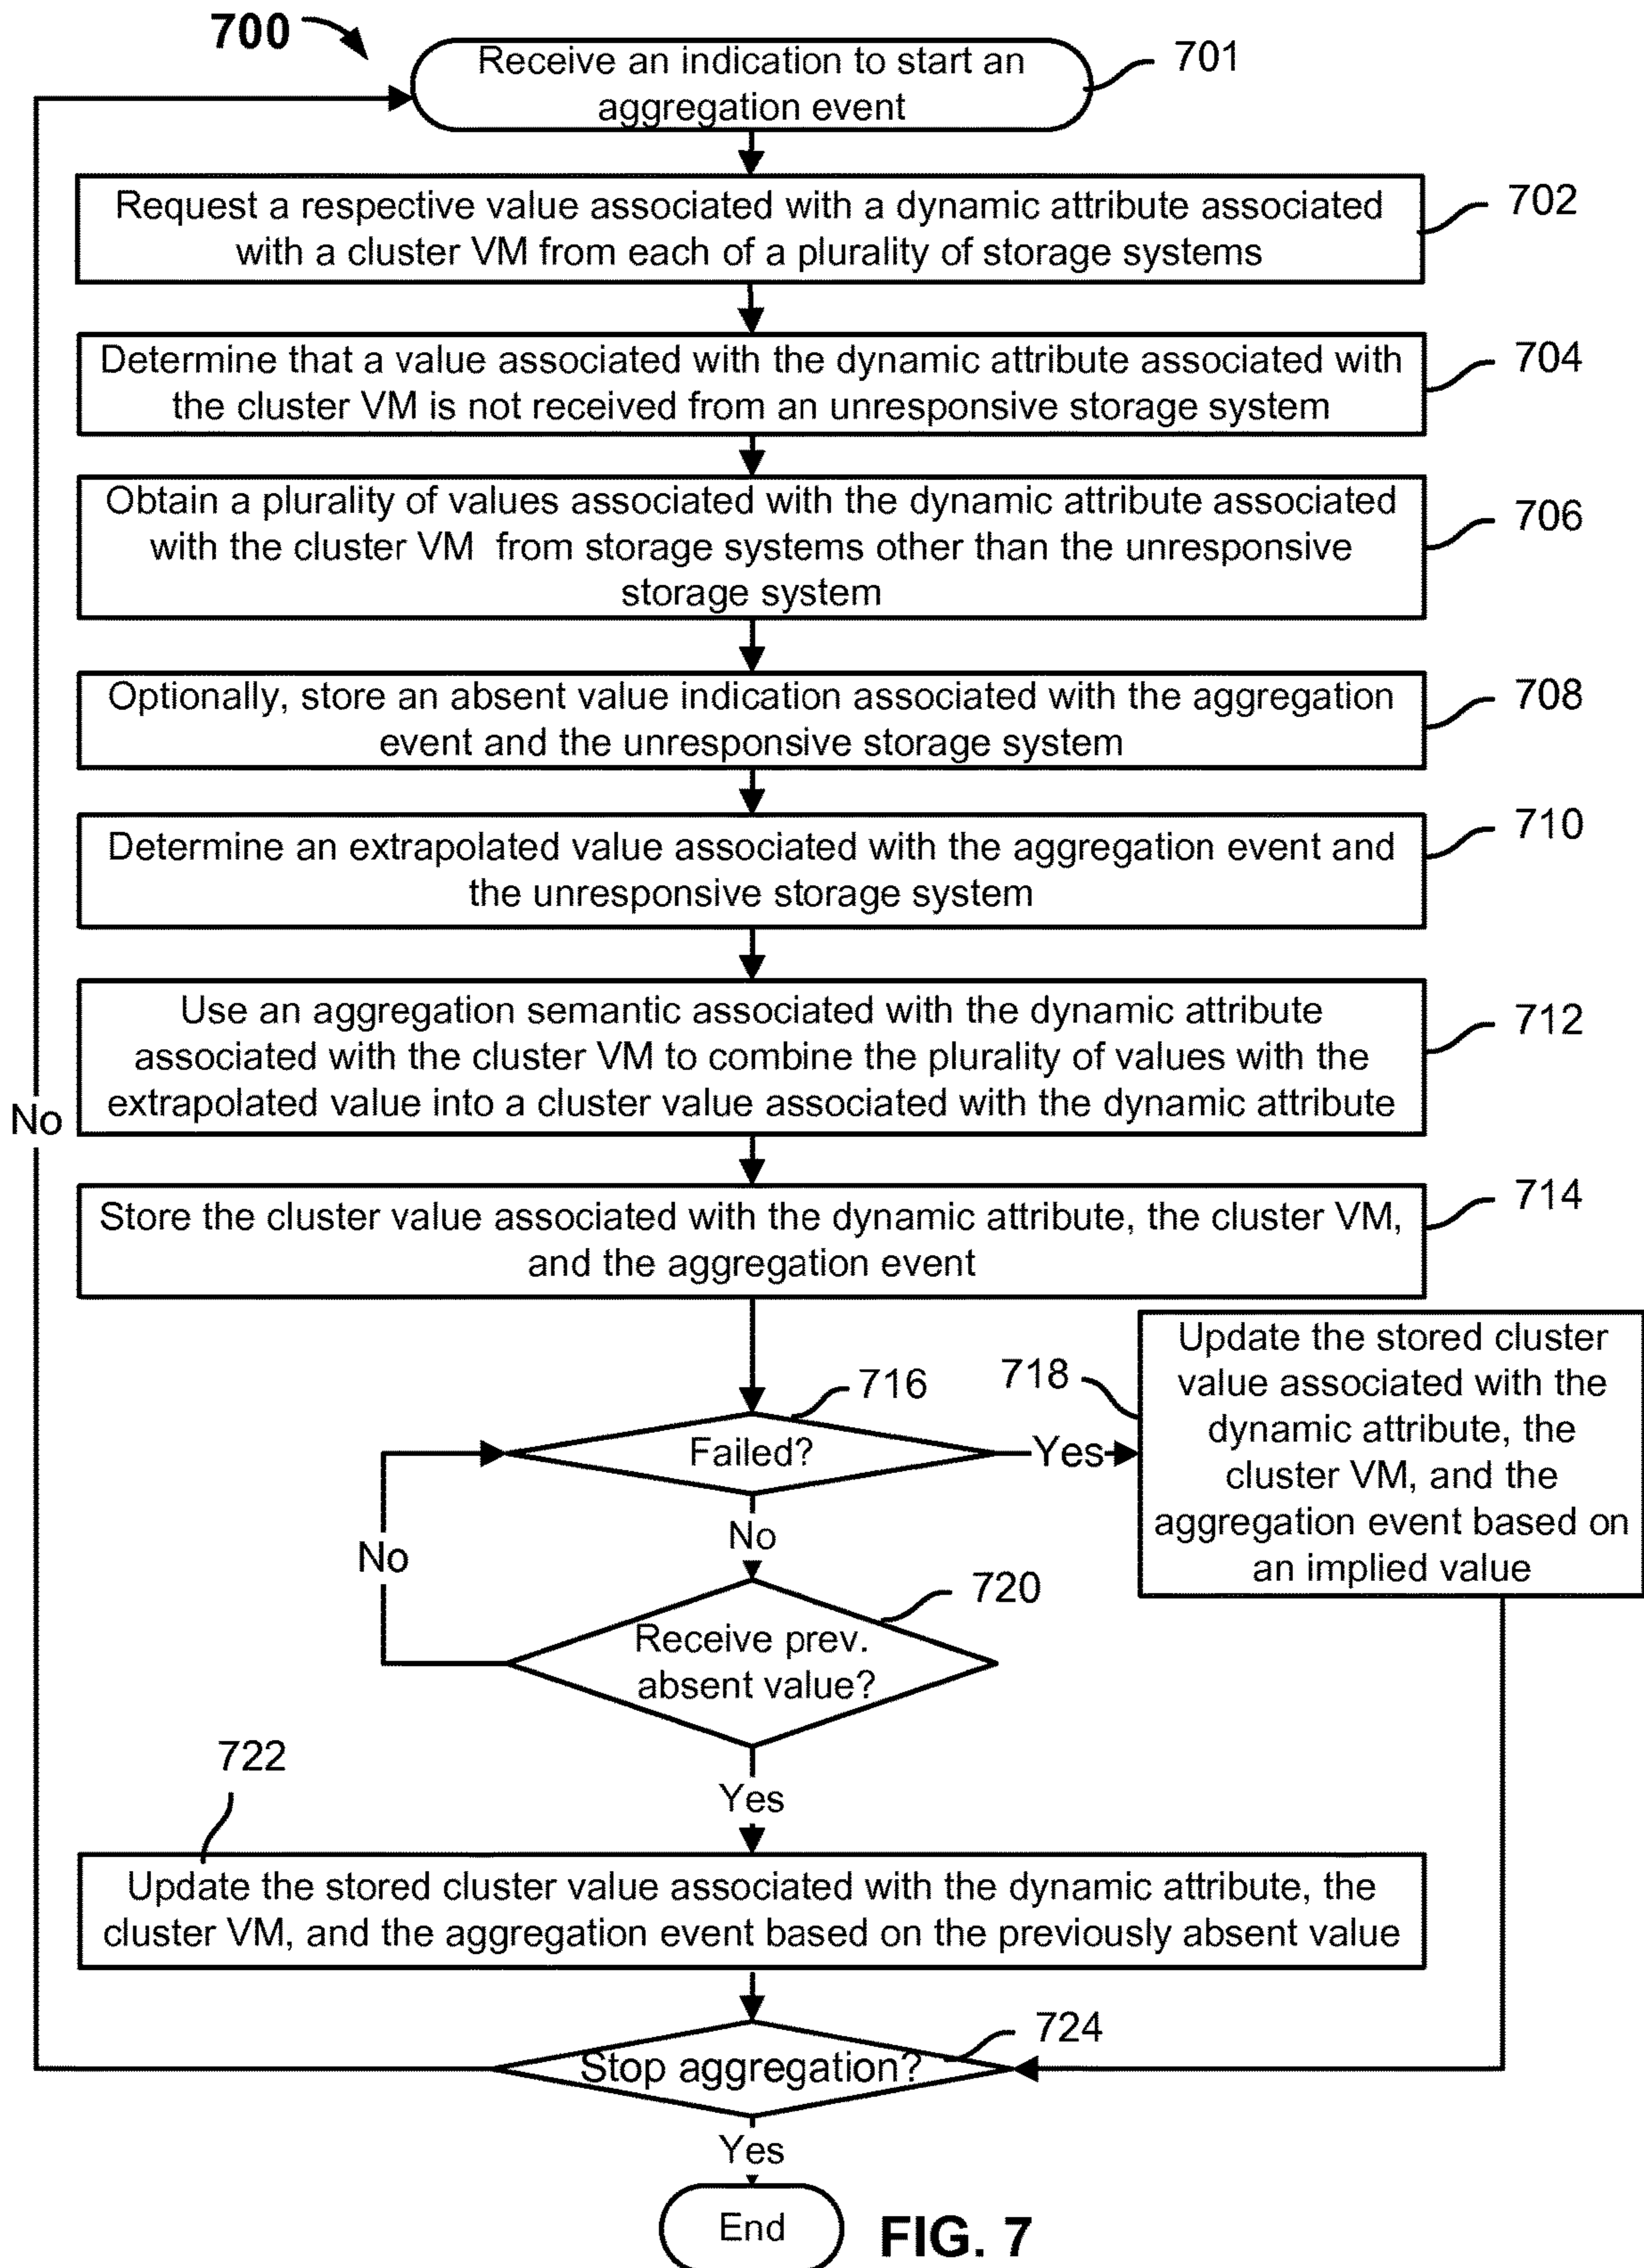 700
Receive an indication to start an
aggregation event
701
Request a respective value associated with a dynamic attribute associated
with a cluster VM from each of a plurality of storage systems
702
Determine that a value associated with the dynamic attribute associated with
the cluster VM is not received from an unresponsive storage system
704
Obtain a plurality of values associated with the dynamic attribute associated
with the cluster VM from storage systems other than the unresponsive
storage system
706
Optionally, store an absent value indication associated with the aggregation
event and the unresponsive storage system
708
Determine an extrapolated value associated with the aggregation event and
the unresponsive storage system
710
Use an aggregation semantic associated with the dynamic attribute
associated with the cluster VM to combine the plurality of values with the
extrapolated value into a cluster value associated with the dynamic attribute
712
No
Store the cluster value associated with the dynamic attribute, the cluster VM,
and the aggregation event
714
Failed?
716
Yes
718
Update the stored cluster
value associated with the
dynamic attribute, the
cluster VM, and the
aggregation event based on
an implied value
No
No
Receive prev.
absent value?
720
Yes
722
Update the stored cluster value associated with the dynamic attribute, the
cluster VM, and the aggregation event based on the previously absent value
Stop aggregation?
724
Yes
End
FIG. 7